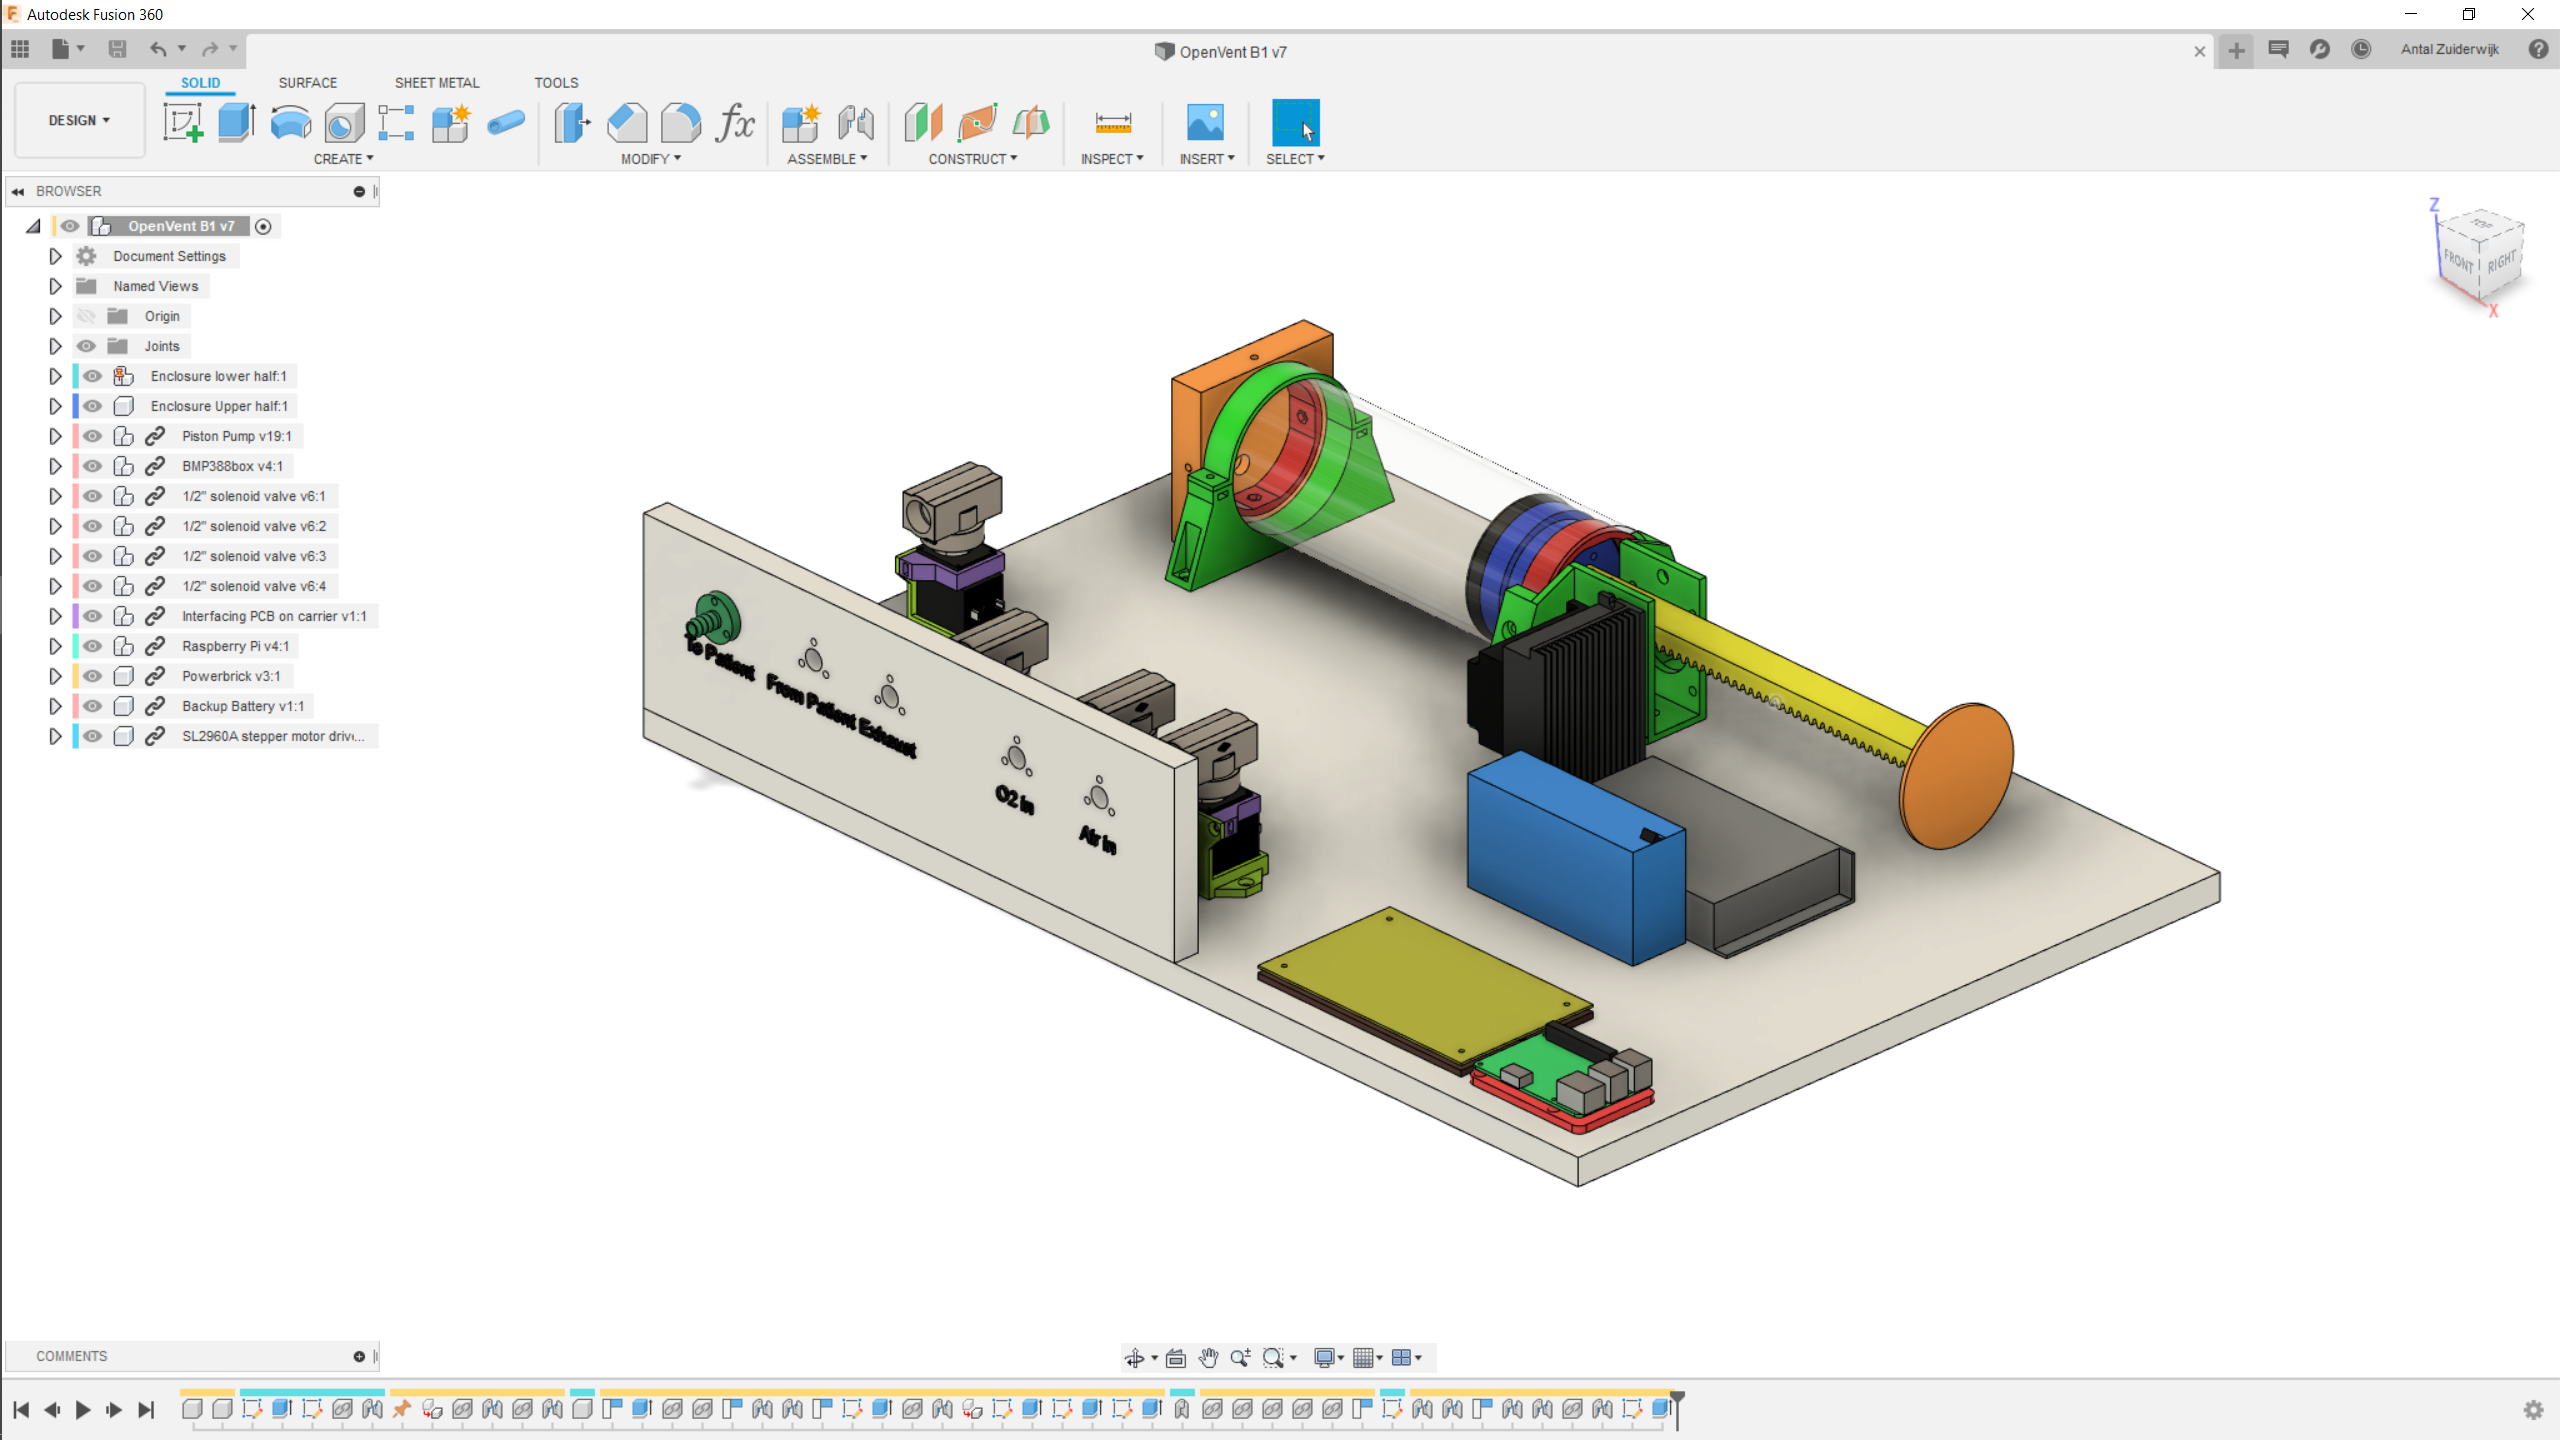 Autodesk Fusion 360
OpenVent B1 v7
Antal Zuiderwijk
SOLID
SURFACE
SHEET METAL
TOOLS
DESIGN
CREATE
MODIFY
ASSEMBLE
CONSTRUCT
INSPECT
INSERT
SELECT
BROWSER
OpenVent B1 v7
Document Settings
Named Views
Origin
Joints
Enclosure lower half:1
Enclosure Upper half:1
Piston Pump v19:1
BMP388box v4:1
1/2" solenoid valve v6:1
1/2" solenoid valve v6:2
1/2" solenoid valve v6:3
1/2" solenoid valve v6:4
Interfacing PCB on carrier v1:1
Raspberry Pi v4:1
Powerbrick v3:1
Backup Battery v1:1
SL2960A stepper motor driv...
Z
TOP
FRONT
RIGHT
X
To Patient
From Patient
Exhaust
O2 in
Air in
COMMENTS